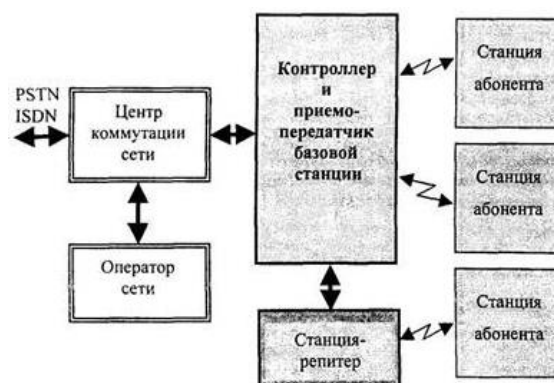 PSTN
ISDN
Центр
коммутации
сети
Оператор
сети
Контроллер
и
приемо-
передатчик
базовой
станции
Станция-
репитер
Станция
абонента
Станция
абонента
Станция
абонента